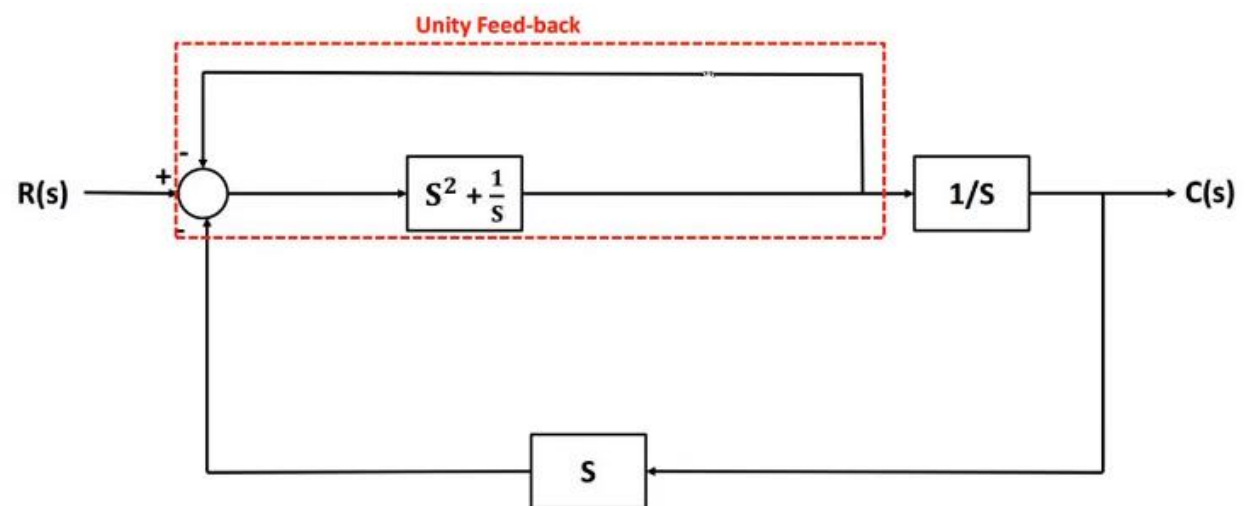 Unity Feed-back
-
+
R(s)
S² + 1/s
1/S
C(s)
-
S